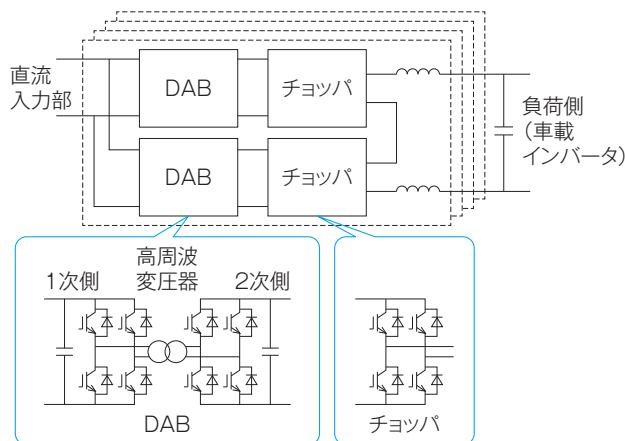 直流
入力部
DAB
チョッパ
DAB
チョッパ
負荷側
(車載
インバータ)
高周波
変圧器
1次側
2次側
DAB
チョッパ